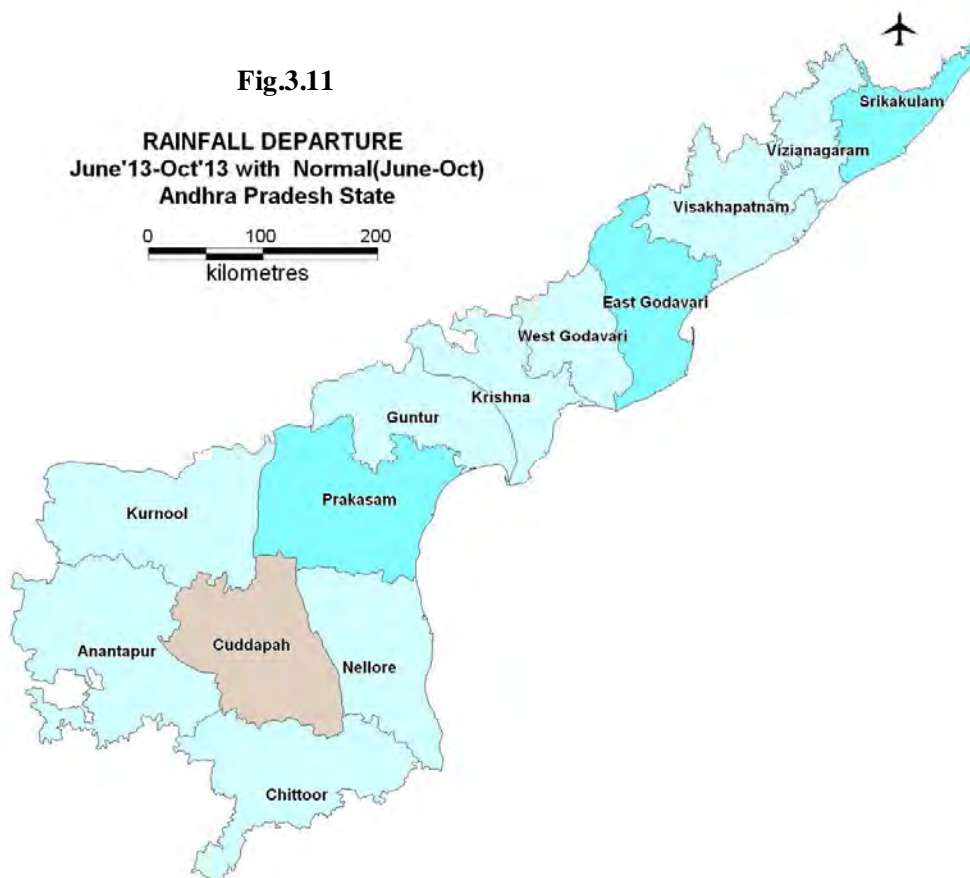 Fig.3.11
RAINFALL DEPARTURE
June'13-Oct'13 with Normal(June-Oct)
Andhra Pradesh State
0 100 200
kilometres
Srikakulam
Vizianagaram
Visakhapatnam
East Godavari
West Godavari
Krishna
Guntur
Prakasam
Kurnool
Cuddapah
Anantapur
Nellore
Chittoor